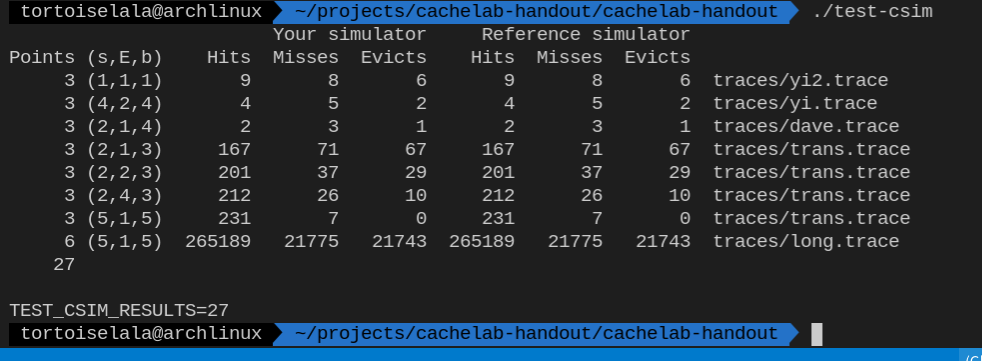 tortoiselala@archlinux ~/projects/cachelab-handout/cachelab-handout ./test-csim
Your simulator Reference simulator
Points (s,E,b) Hits Misses Evicts Hits Misses Evicts
3 (1,1,1) 9 8 6 9 8 6 traces/yi2.trace
3 (4,2,4) 4 5 2 4 5 2 traces/yi.trace
3 (2,1,4) 2 3 1 2 3 1 traces/dave.trace
3 (2,1,3) 167 71 67 167 71 67 traces/trans.trace
3 (2,2,3) 201 37 29 201 37 29 traces/trans.trace
3 (2,4,3) 212 26 10 212 26 10 traces/trans.trace
3 (5,1,5) 231 7 0 231 7 0 traces/trans.trace
6 (5,1,5) 265189 21775 21743 265189 21775 21743 traces/long.trace
27
TEST_CSIM_RESULTS=27
tortoiselala@archlinux ~/projects/cachelab-handout/cachelab-handout